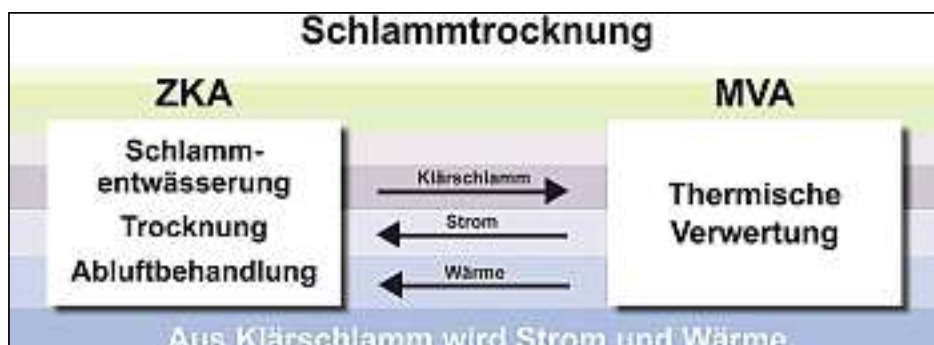 Schlammtrocknung
ZKA
MVA
Schlamm-
entwässerung
Trocknung
Abluftbehandlung
Klärschlamm
Strom
Wärme
Thermische
Verwertung
Aus Klärschlamm wird Strom und Wärme